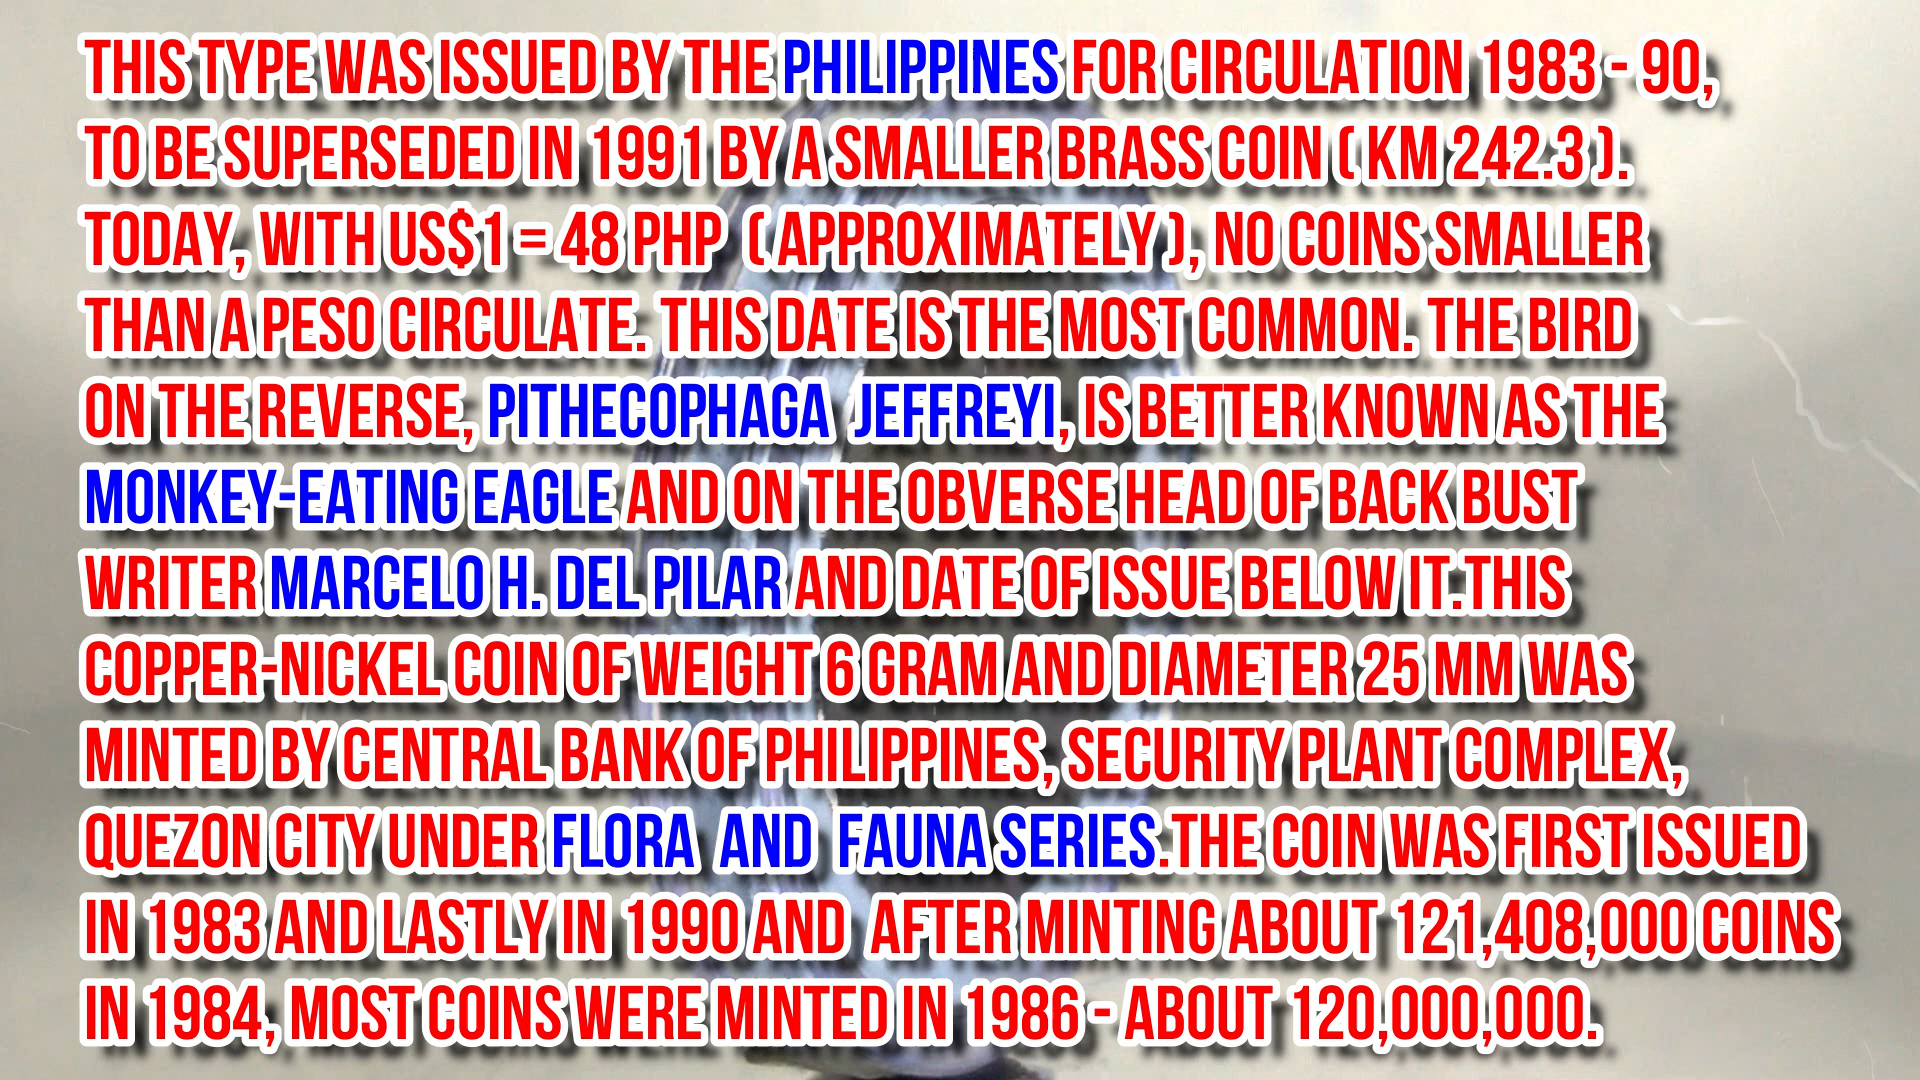 THIS TYPE WAS ISSUED BY THE PHILIPPINES FOR CIRCULATION 1983 - 90,
TO BE SUPERSEDED IN 1991 BY A SMALLER BRASS COIN ( KM 242.3 ).
TODAY, WITH US$1 = 48 PHP ( APPROXIMATELY ), NO COINS SMALLER
THAN A PESO CIRCULATE. THIS DATE IS THE MOST COMMON. THE BIRD
ON THE REVERSE, PITHECOPHAGA JEFFREYI, IS BETTER KNOWN AS THE
MONKEY-EATING EAGLE AND ON THE OBVERSE HEAD OF BACK BUST
WRITER MARCELO H. DEL PILAR AND DATE OF ISSUE BELOW IT.THIS
COPPER-NICKEL COIN OF WEIGHT 6 GRAM AND DIAMETER 25 MM WAS
MINTED BY CENTRAL BANK OF PHILIPPINES, SECURITY PLANT COMPLEX,
QUEZON CITY UNDER FLORA AND FAUNA SERIES.THE COIN WAS FIRST ISSUED
IN 1983 AND LASTLY IN 1990 AND AFTER MINTING ABOUT 121,408,000 COINS
IN 1984, MOST COINS WERE MINTED IN 1986 - ABOUT 120,000,000.